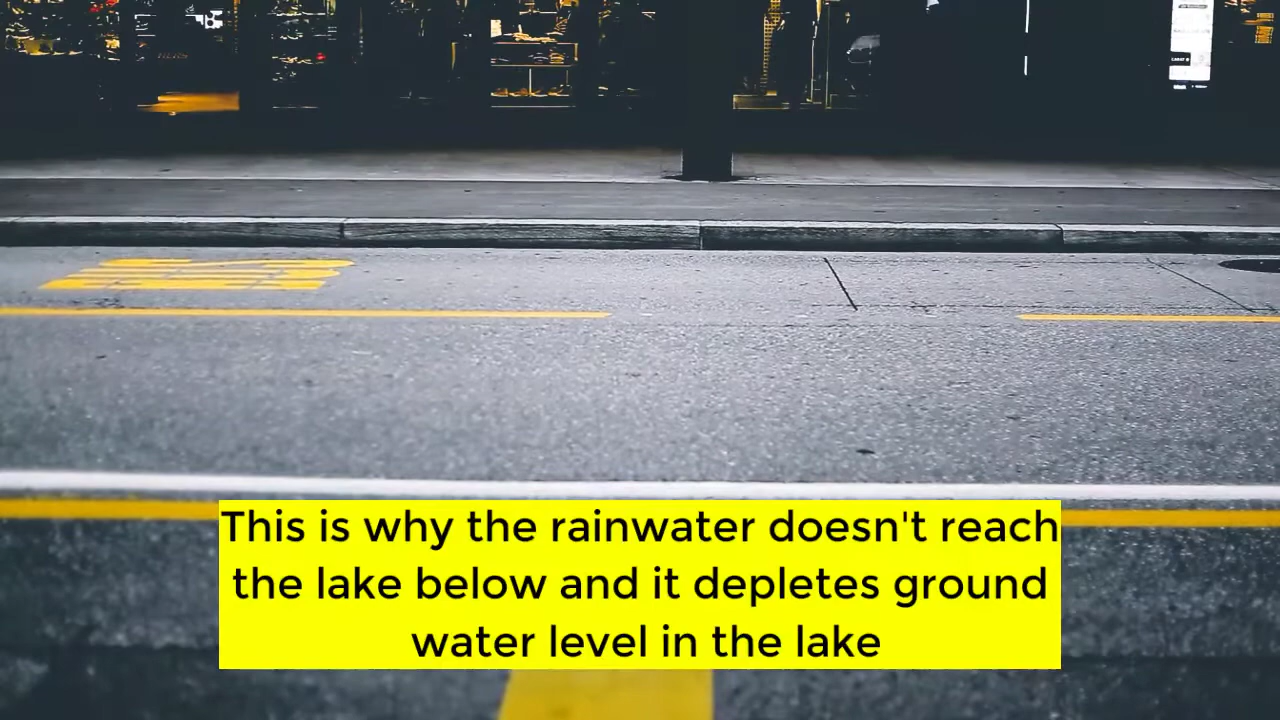 This is why the rainwater doesn't reach
the lake below and it depletes ground
water level in the lake